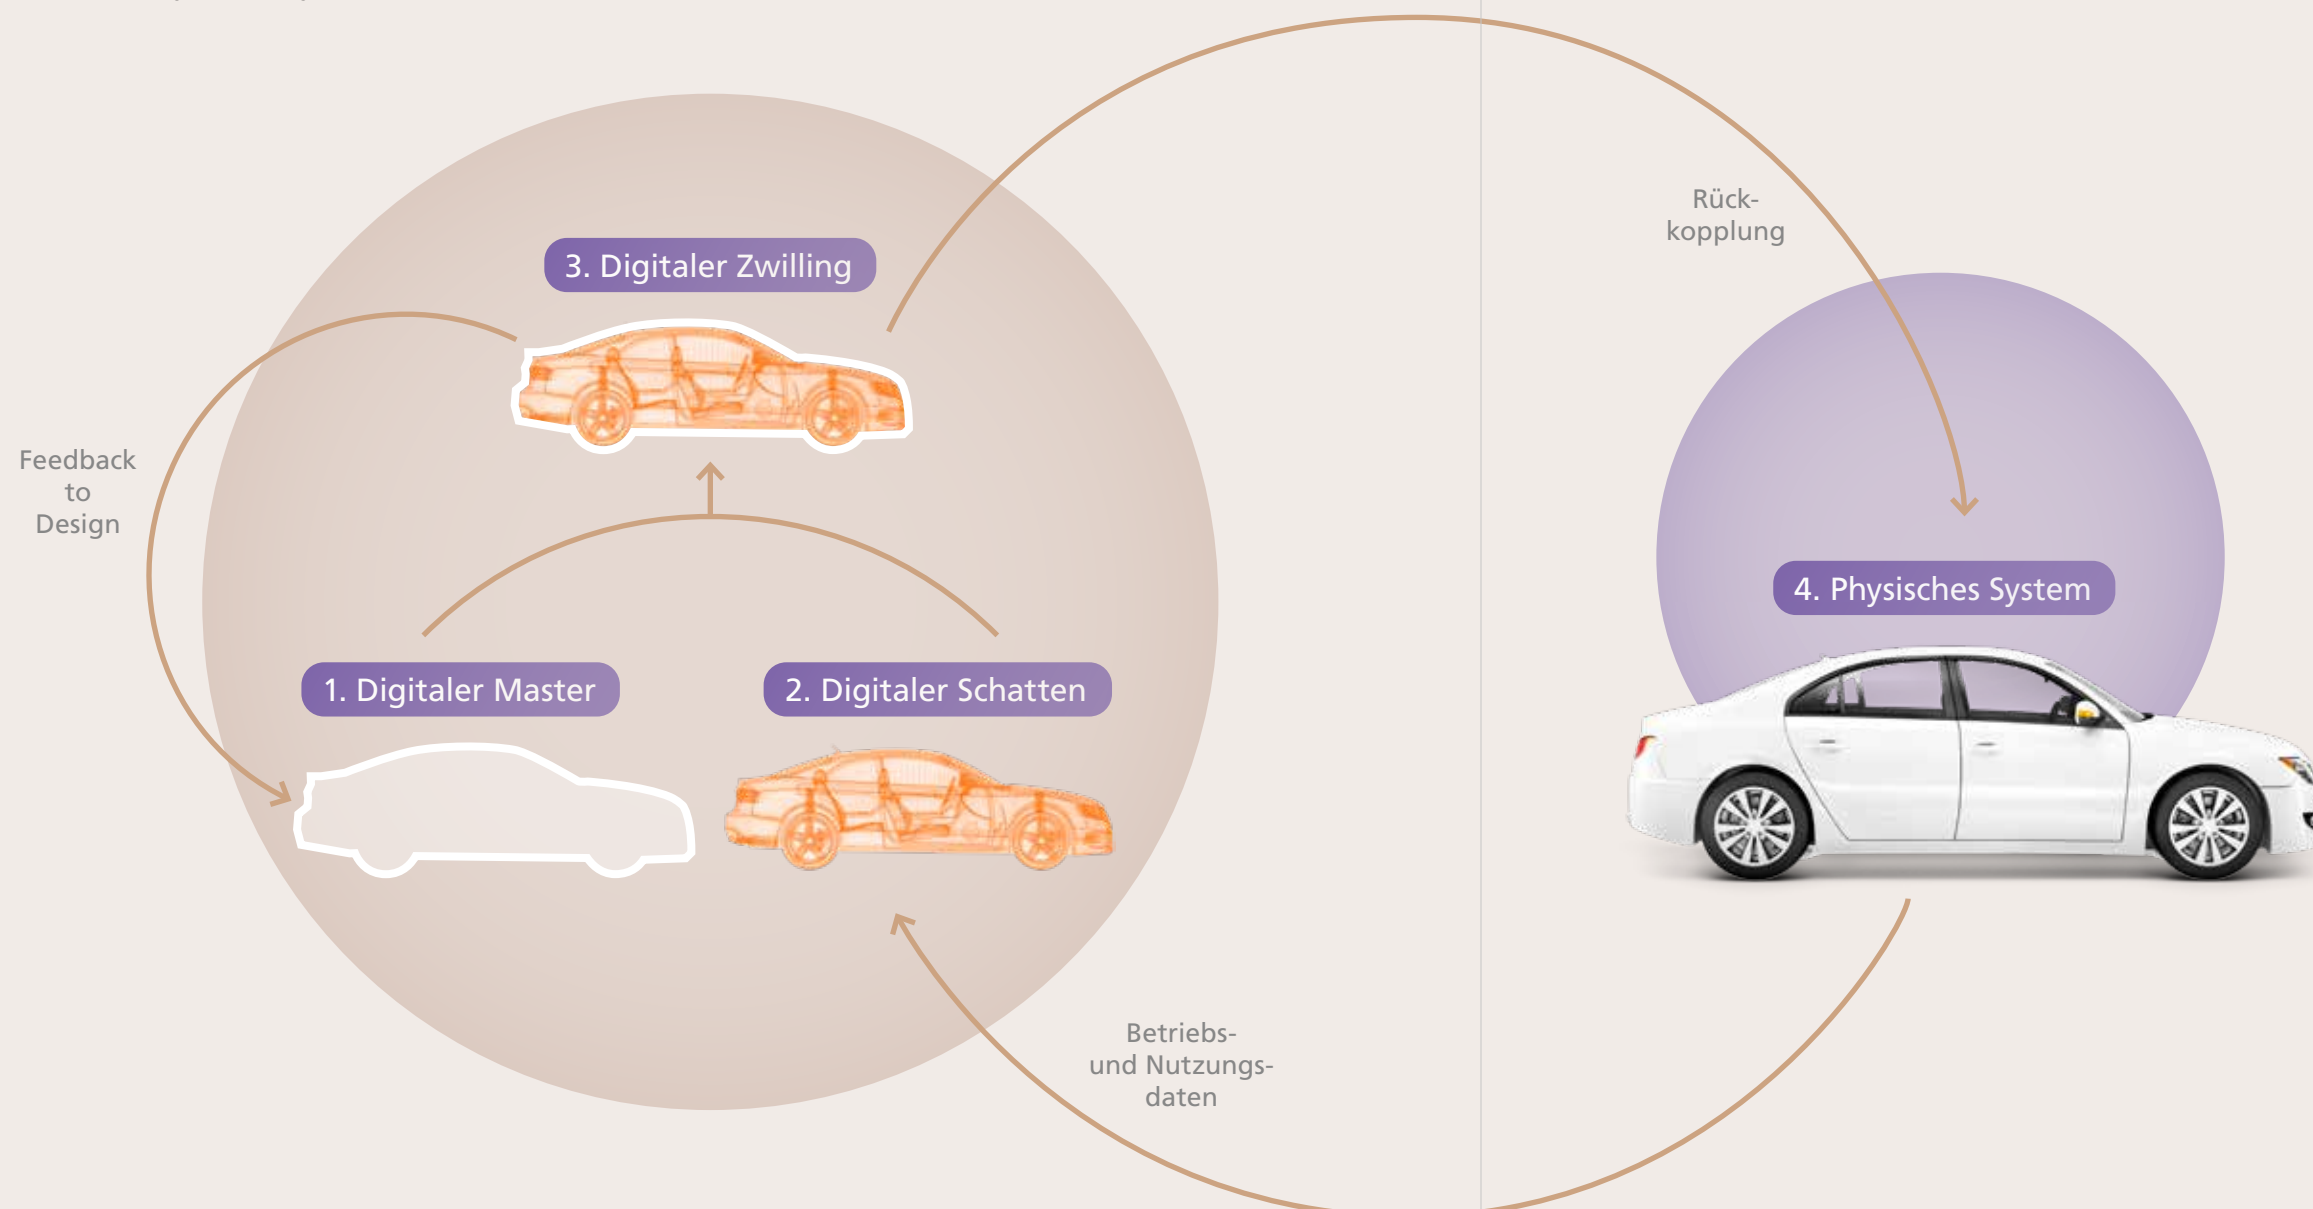 3. Digitaler Zwilling
Rück-
kopplung
Feedback
to
Design
4. Physisches System
1. Digitaler Master
2. Digitaler Schatten
Betriebs-
und Nutzungs-
daten